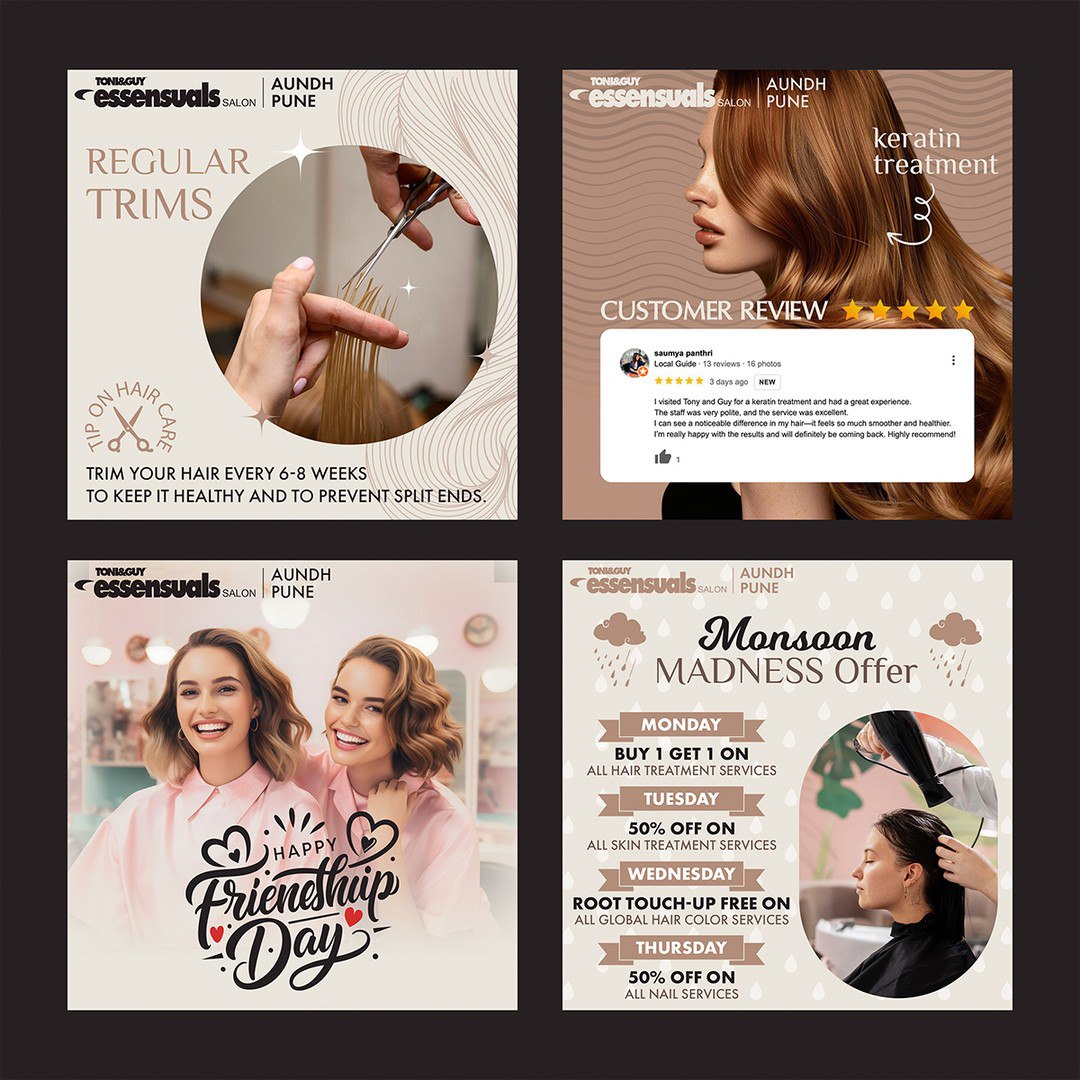 TONI&GUY
essensuals SALON
AUNDH
PUNE
REGULAR
TRIMS
TIP ON HAIR CARE
TRIM YOUR HAIR EVERY 6-8 WEEKS
TO KEEP IT HEALTHY AND TO PREVENT SPLIT ENDS.
TONI&GUY
essensuals SALON
AUNDH
PUNE
keratin
treatment
CUSTOMER REVIEW
saumya panthri
Local Guide · 13 reviews · 16 photos
3 days ago NEW
I visited Tony and Guy for a keratin treatment and had a great experience.
The staff was very polite, and the service was excellent.
I can see a noticeable difference in my hair—it feels so much smoother and healthier.
I'm really happy with the results and will definitely be coming back. Highly recommend!
1
TONI&GUY
essensuals SALON
AUNDH
PUNE
HAPPY
Frieneshup
Day
TONI&GUY
essensuals SALON
AUNDH
PUNE
Monsoon
MADNESS Offer
MONDAY
BUY 1 GET 1 ON
ALL HAIR TREATMENT SERVICES
TUESDAY
50% OFF ON
ALL SKIN TREATMENT SERVICES
WEDNESDAY
ROOT TOUCH-UP FREE ON
ALL GLOBAL HAIR COLOR SERVICES
THURSDAY
50% OFF ON
ALL NAIL SERVICES